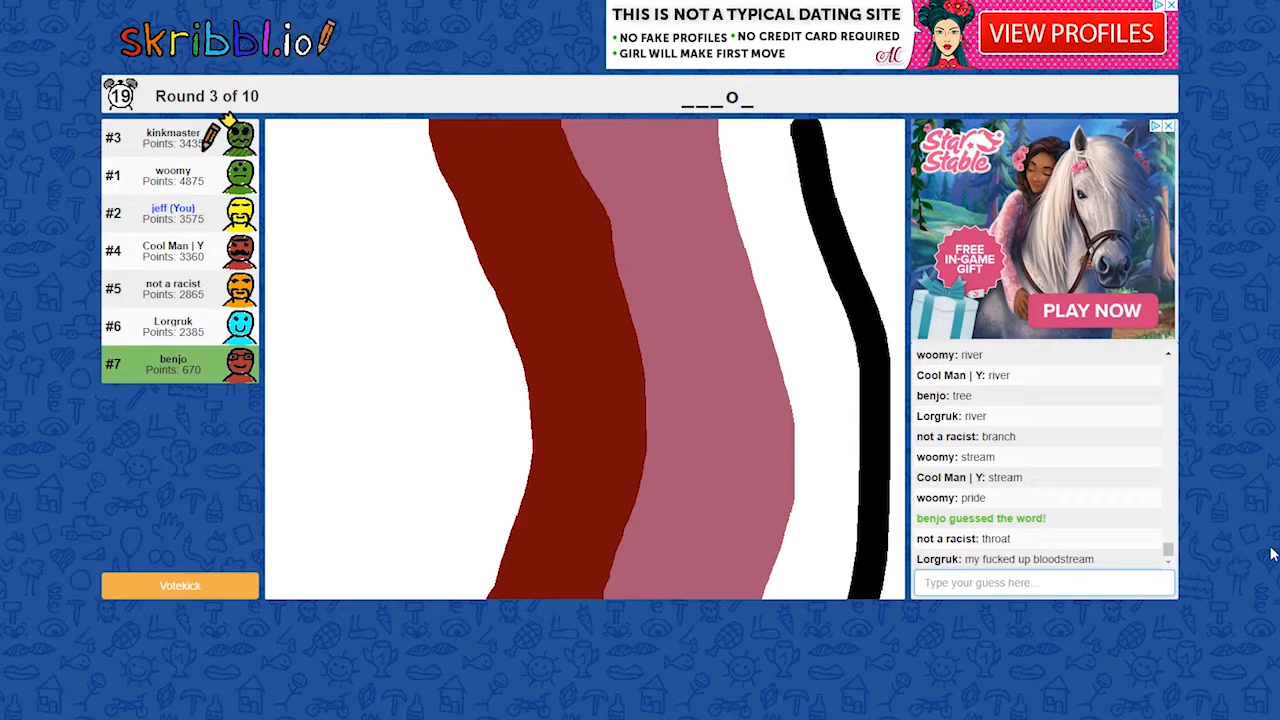 skribbl.io
THIS IS NOT A TYPICAL DATING SITE
• NO FAKE PROFILES • NO CREDIT CARD REQUIRED
• GIRL WILL MAKE FIRST MOVE
VIEW PROFILES
19
Round 3 of 10
___o_
#3
kinkmaster
Points: 3435
#1
woomy
Points: 4875
#2
jeff (You)
Points: 3575
#4
Cool Man | Y
Points: 3360
#5
not a racist
Points: 2865
#6
Lorgruk
Points: 2385
#7
benjo
Points: 670
Votekick
Star Stable
FREE
IN-GAME
GIFT
PLAY NOW
woomy: river
Cool Man | Y: river
benjo: tree
Lorgruk: river
not a racist: branch
woomy: stream
Cool Man | Y: stream
woomy: pride
benjo guessed the word!
not a racist: throat
Lorgruk: my fucked up bloodstream
Type your guess here...